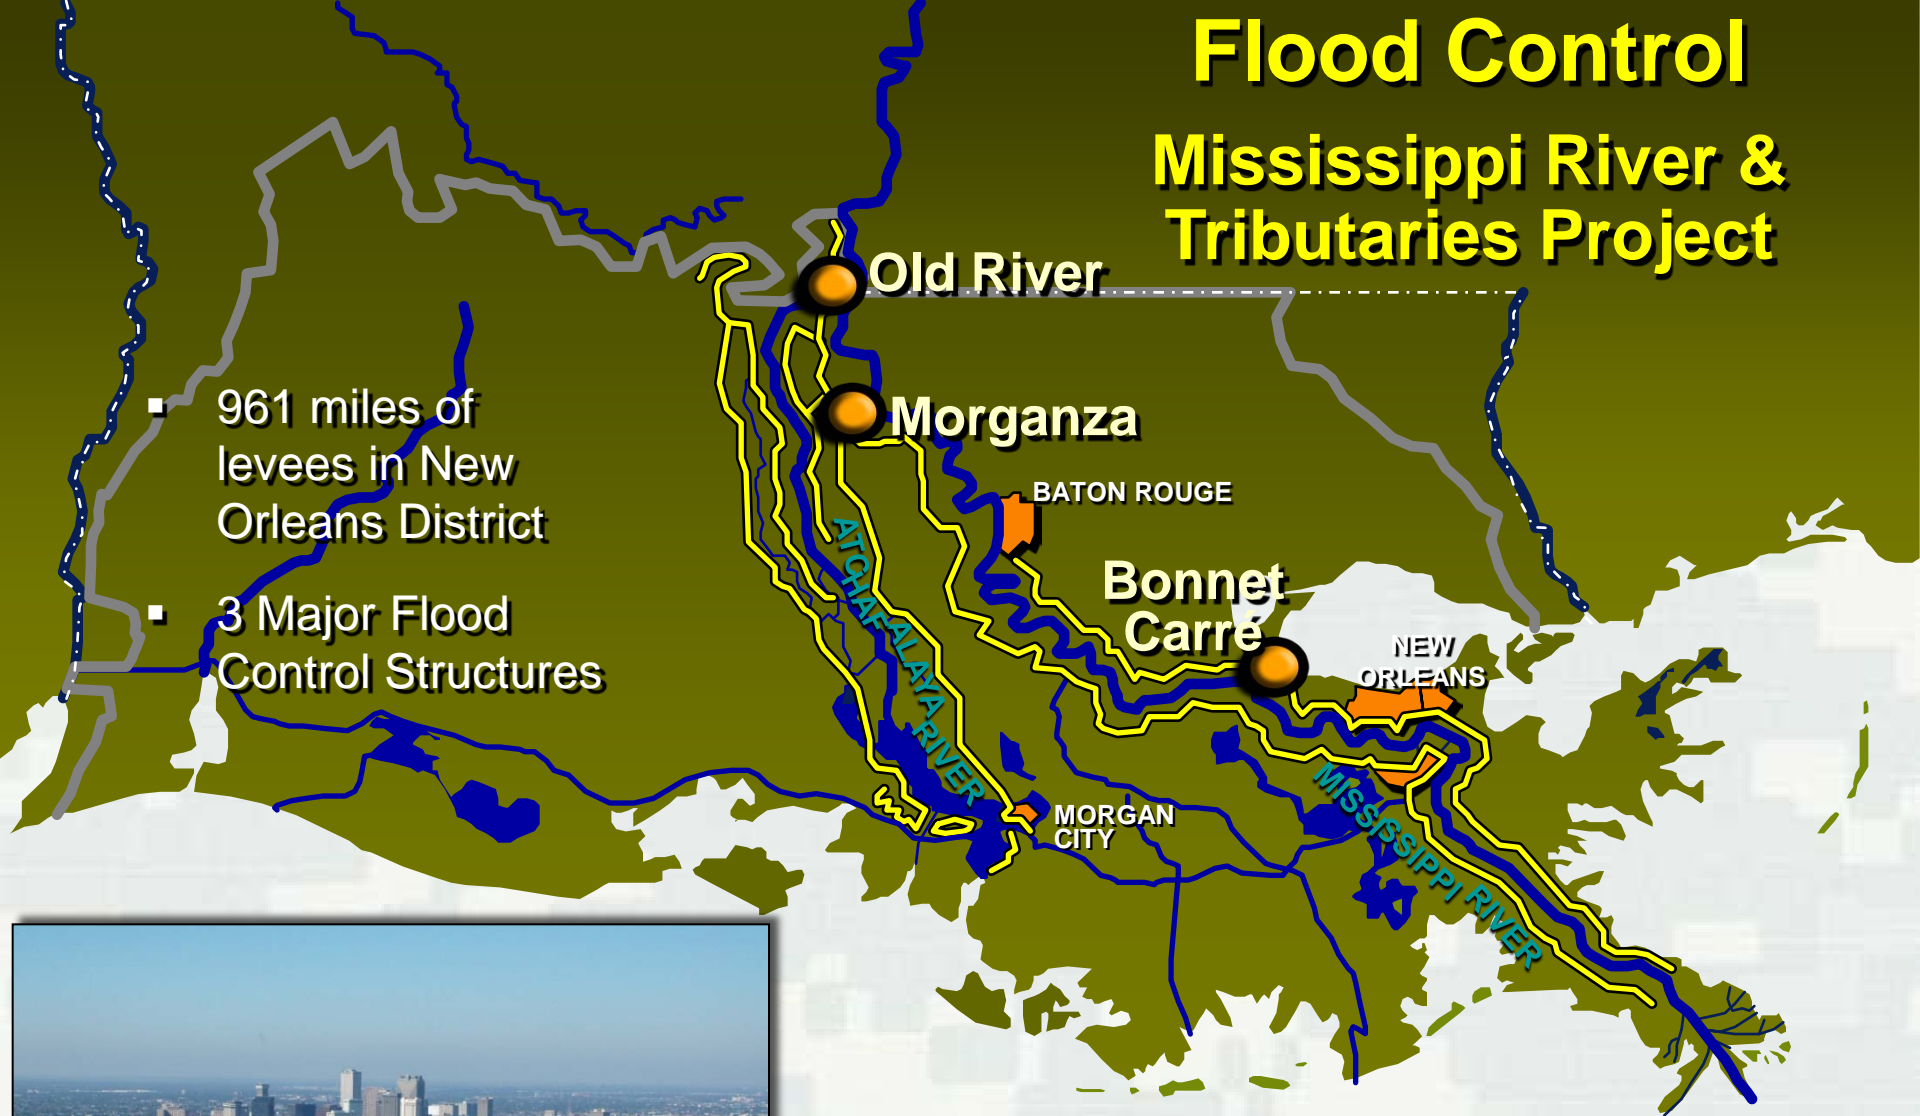 Flood Control
Mississippi River &
Tributaries Project
Old River
Morganza
961 miles of
levees in New
Orleans District
3 Major Flood
Control Structures
BATON ROUGE
Bonnet
Carré
NEW
ORLEANS
ATCHAFALAYA RIVER
MORGAN
CITY
MISSISSIPPI RIVER